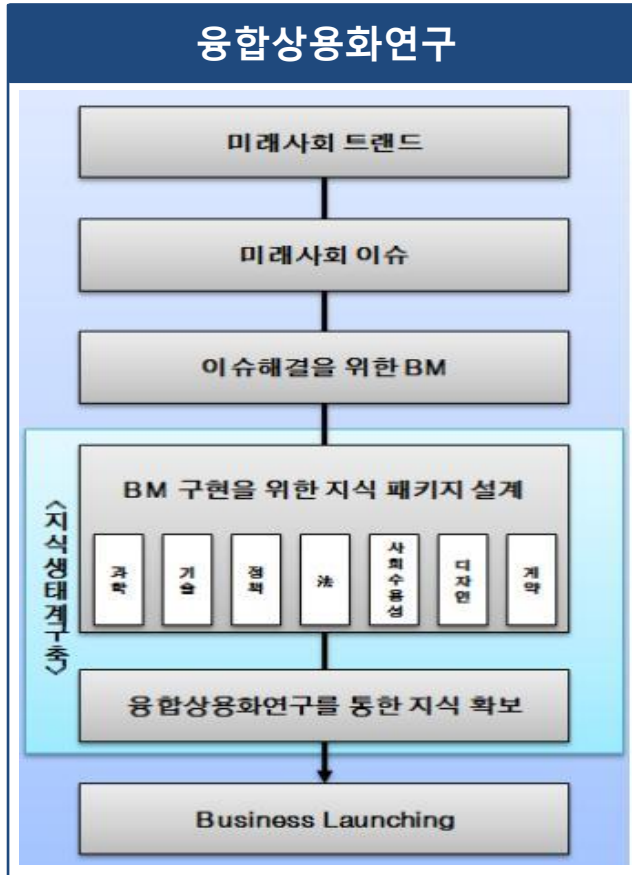 융합상용화연구
미래사회 트랜드
미래사회 이슈
이슈해결을 위한 BM
BM 구현을 위한 지식 패키지 설계
과학
기술
정책
法
사회수용성
디자인
계약
<지식생태계구축>
융합상용화연구를 통한 지식 확보
Business Launching